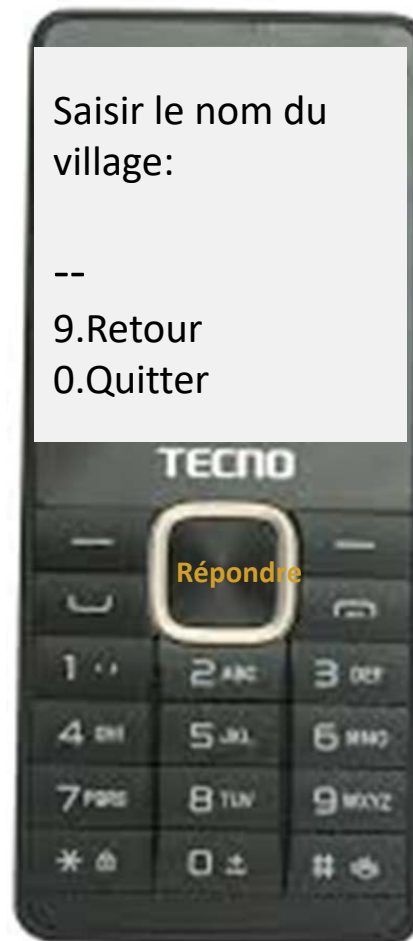 Saisir le nom du
village:
--
9.Retour
0.Quitter
TECNO
Répondre
1
2 ABC 3 DEF
4 GHI 5 JKL 6 MNO
7 PQRS 8 TUV 9 WXYZ
* 0 #